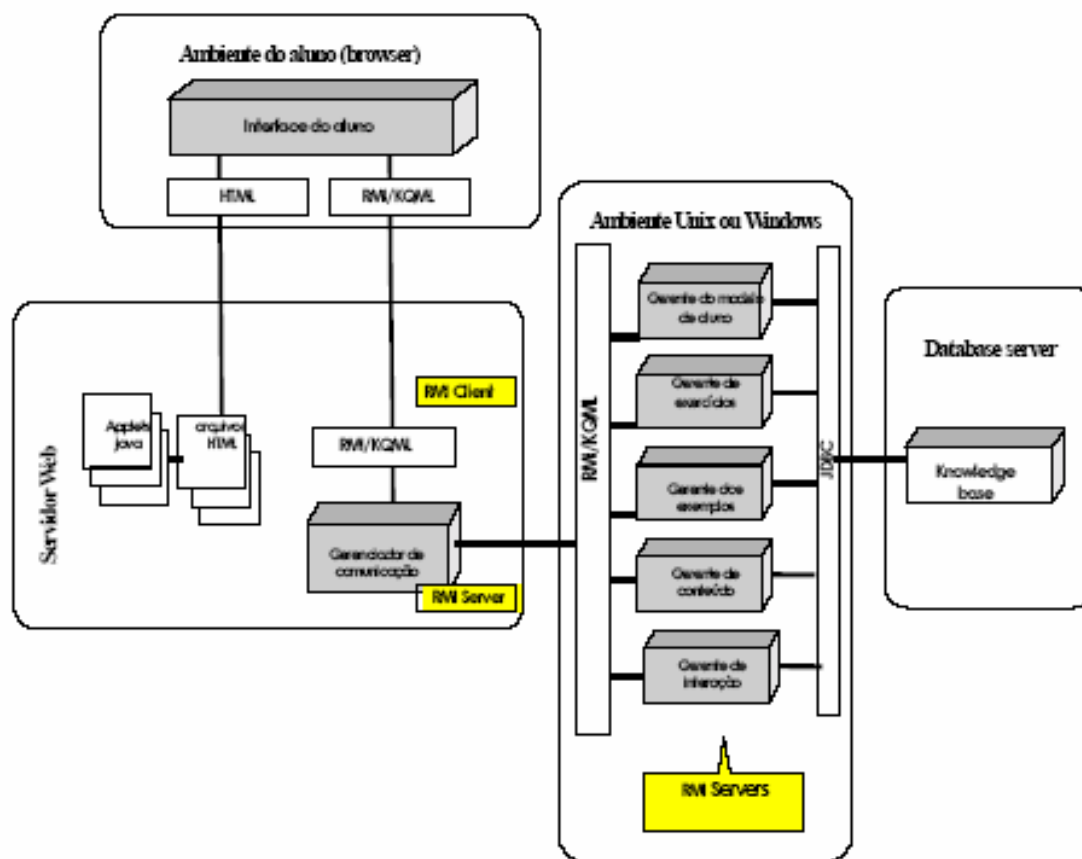 Ambiente do aluno (browser)
Interface do aluno
HTML
RMI/KQML
Servidor Web
Applets
java
arquivos
HTML
RMI Client
RMI/KQML
Gerenciador de
comunicação
RMI Server
Ambiente Unix ou Windows
RMI/KQML
Gerente do modelo
de aluno
Gerente de
exercícios
Gerente dos
exemplos
Gerente de
conteúdo
Gerente de
interação
JDBC
RMI Servers
Database server
Knowledge
base